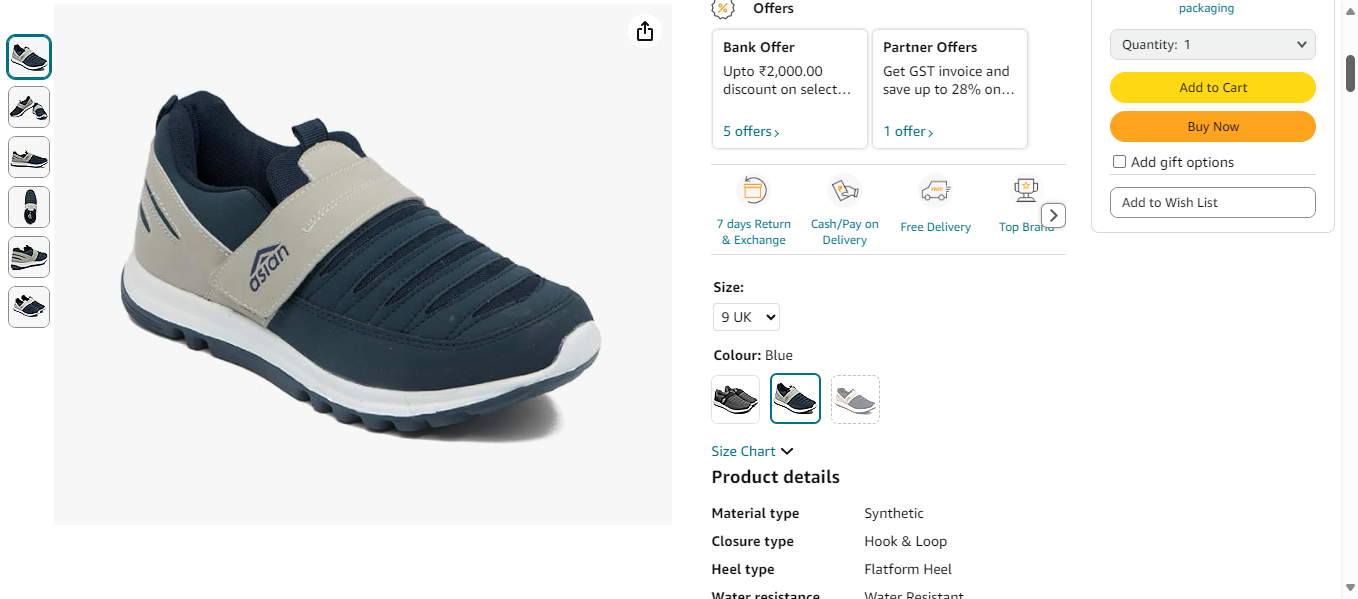 asian
Offers
Bank Offer
Upto ₹2,000.00
discount on select…
5 offers›
Partner Offers
Get GST invoice and
save up to 28% on…
1 offer›
7 days Return
& Exchange
Cash/Pay on
Delivery
FREE
Free Delivery
Top Brand
Size:
9 UK
Colour: Blue
Size Chart
Product details
Material type Synthetic
Closure type Hook & Loop
Heel type Flatform Heel
Water resistance Water Resistant
packaging
Quantity: 1
Add to Cart
Buy Now
Add gift options
Add to Wish List